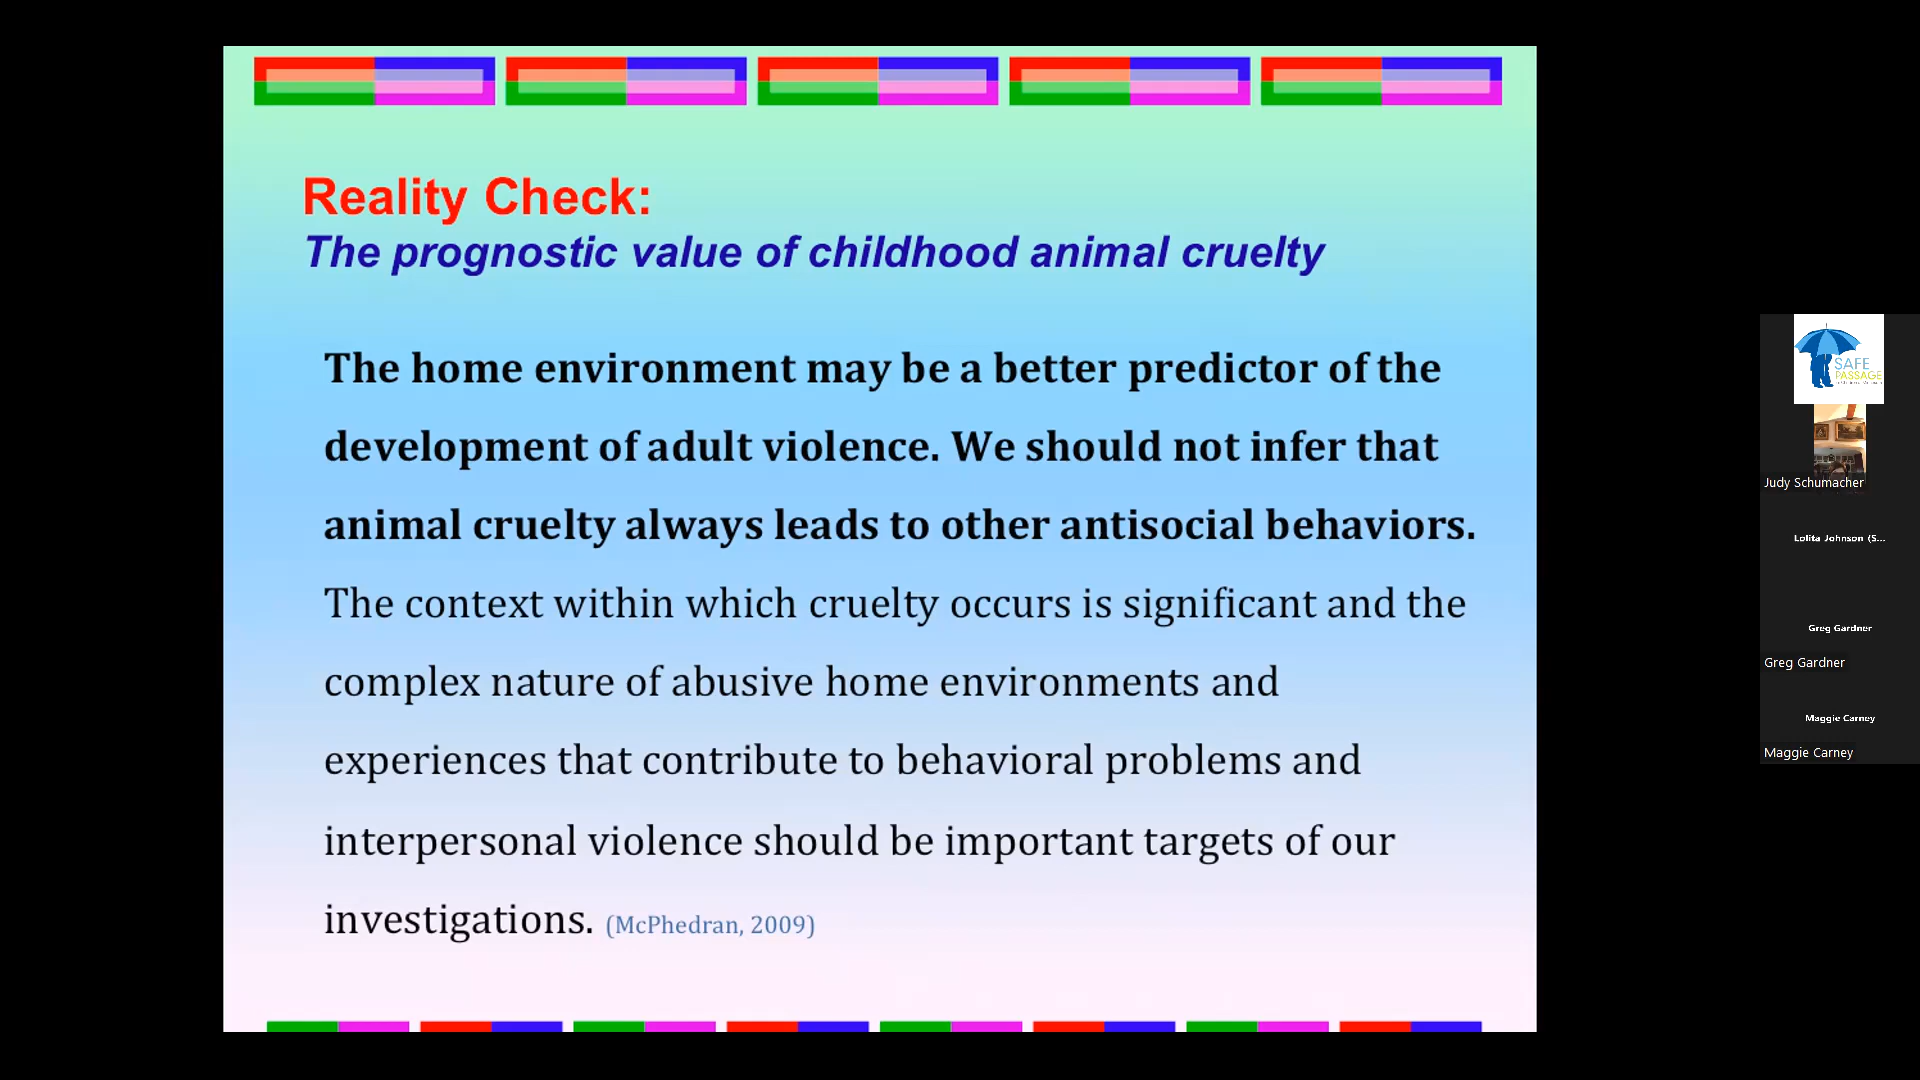 Reality Check:
The prognostic value of childhood animal cruelty
The home environment may be a better predictor of the
development of adult violence. We should not infer that
animal cruelty always leads to other antisocial behaviors.
The context within which cruelty occurs is significant and the
complex nature of abusive home environments and
experiences that contribute to behavioral problems and
interpersonal violence should be important targets of our
investigations. (McPhedran, 2009)
SAFE
PASSAGE
Judy Schumacher
Lolita Johnson (S...
Greg Gardner
Greg Gardner
Maggie Carney
Maggie Carney